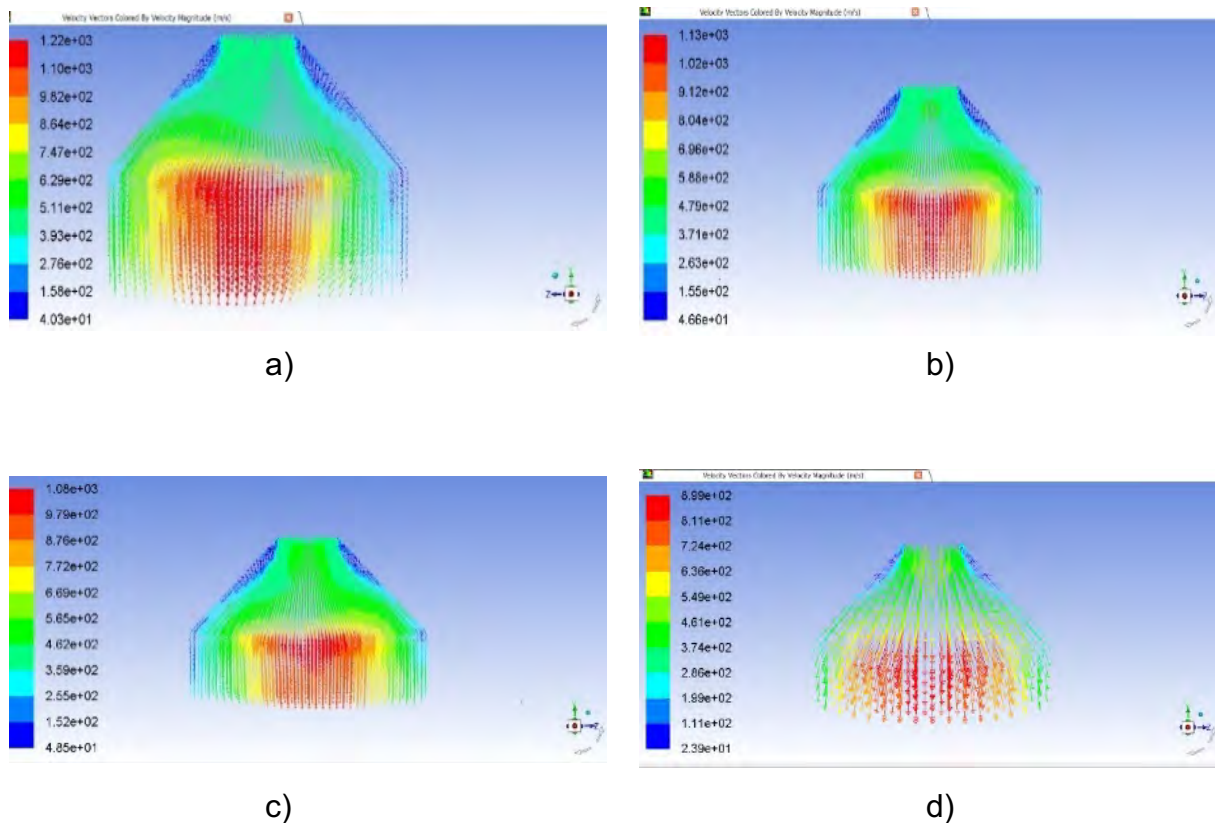 Velocity Vectors Colored By Velocity Magnitude (m/s)
1.22e+03
1.10e+03
9.82e+02
8.64e+02
7.47e+02
6.29e+02
5.11e+02
3.93e+02
2.76e+02
1.58e+02
4.03e+01
Z
a)
Velocity Vectors Colored By Velocity Magnitude (m/s)
1.13e+03
1.02e+03
9.12e+02
8.04e+02
6.96e+02
5.88e+02
4.79e+02
3.71e+02
2.63e+02
1.55e+02
4.66e+01
b)
1.08e+03
9.79e+02
8.76e+02
7.72e+02
6.69e+02
5.65e+02
4.62e+02
3.59e+02
2.55e+02
1.52e+02
4.85e+01
Z
c)
Velocity Vectors Colored By Velocity Magnitude (m/s)
8.99e+02
8.11e+02
7.24e+02
6.36e+02
5.49e+02
4.61e+02
3.74e+02
2.86e+02
1.99e+02
1.11e+02
2.39e+01
d)